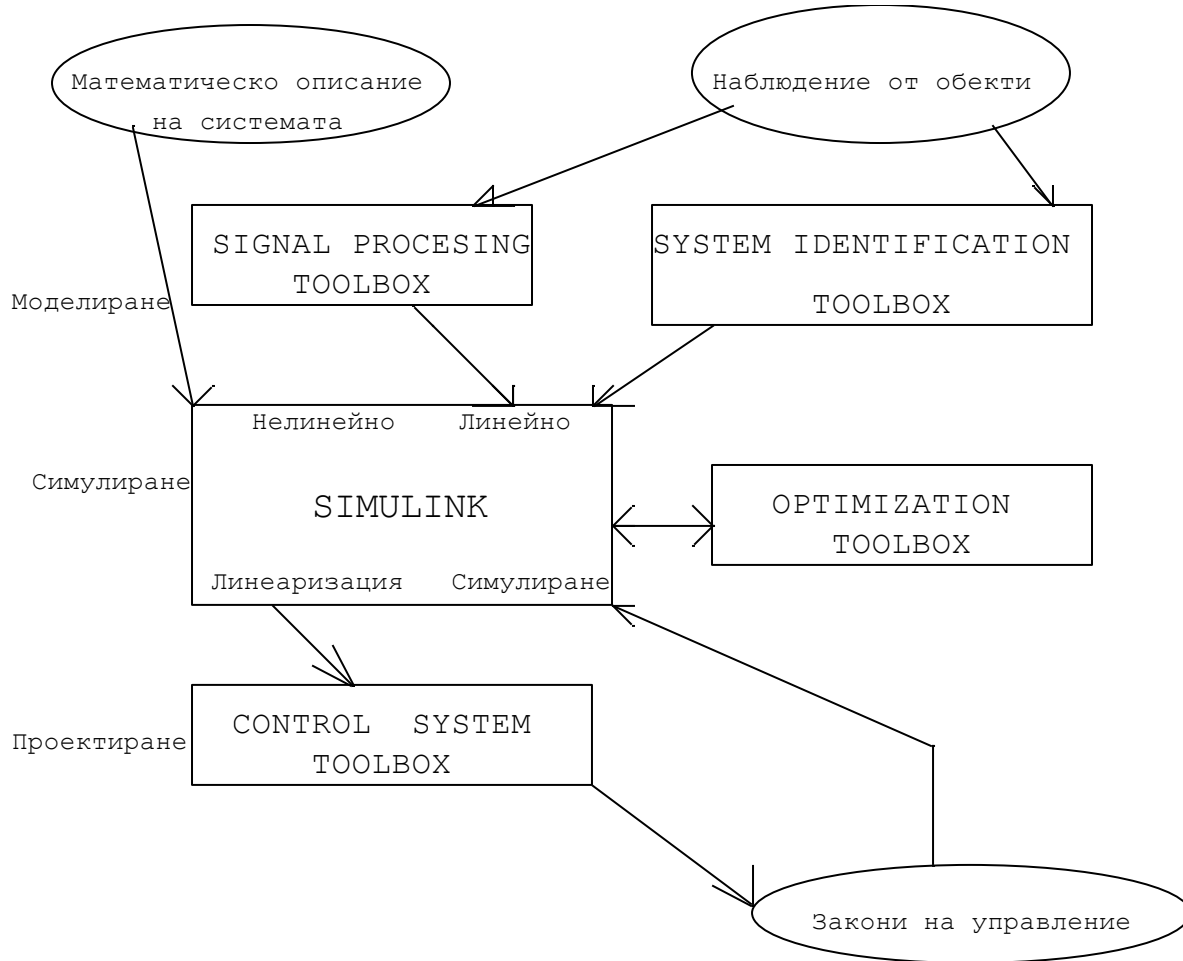 Математическо описание
на системата
Наблюдение от обекти
SIGNAL PROCESING
TOOLBOX
SYSTEM IDENTIFICATION
TOOLBOX
Моделиране
Нелинейно
Линейно
Симулиране
SIMULINK
OPTIMIZATION
TOOLBOX
Линеаризация
Симулиране
Проектиране
CONTROL SYSTEM
TOOLBOX
Закони на управление